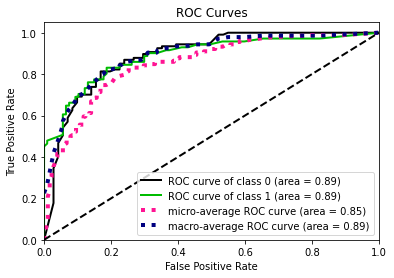 ROC Curves
True Positive Rate
1.0
0.8
0.6
0.4
0.2
0.0
ROC curve of class 0 (area = 0.89)
ROC curve of class 1 (area = 0.89)
micro-average ROC curve (area = 0.85)
macro-average ROC curve (area = 0.89)
0.0 0.2 0.4 0.6 0.8 1.0
False Positive Rate